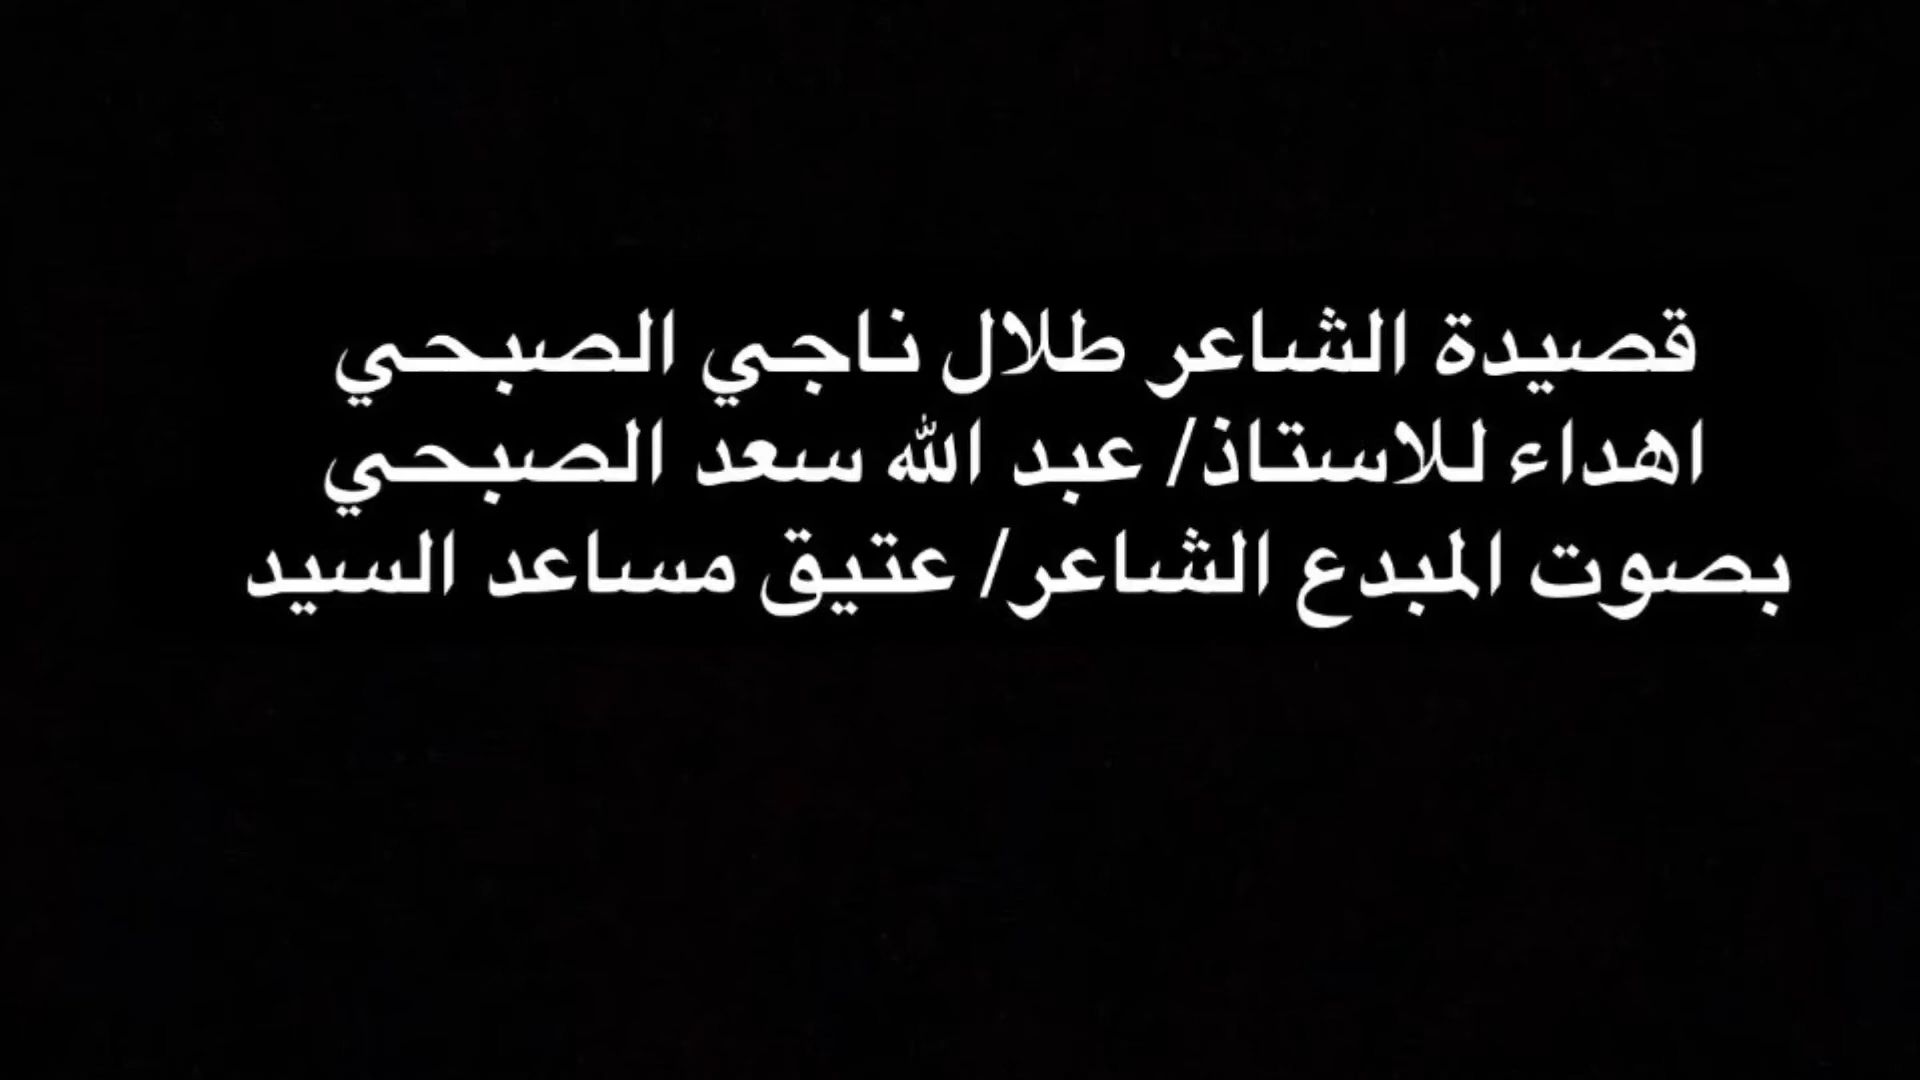 قصيدة الشاعر طلال ناجي الصبحي
اهداء للاستاذ/ عبد الله سعد الصبحي
بصوت المبدع الشاعر/ عتيق مساعد السيد